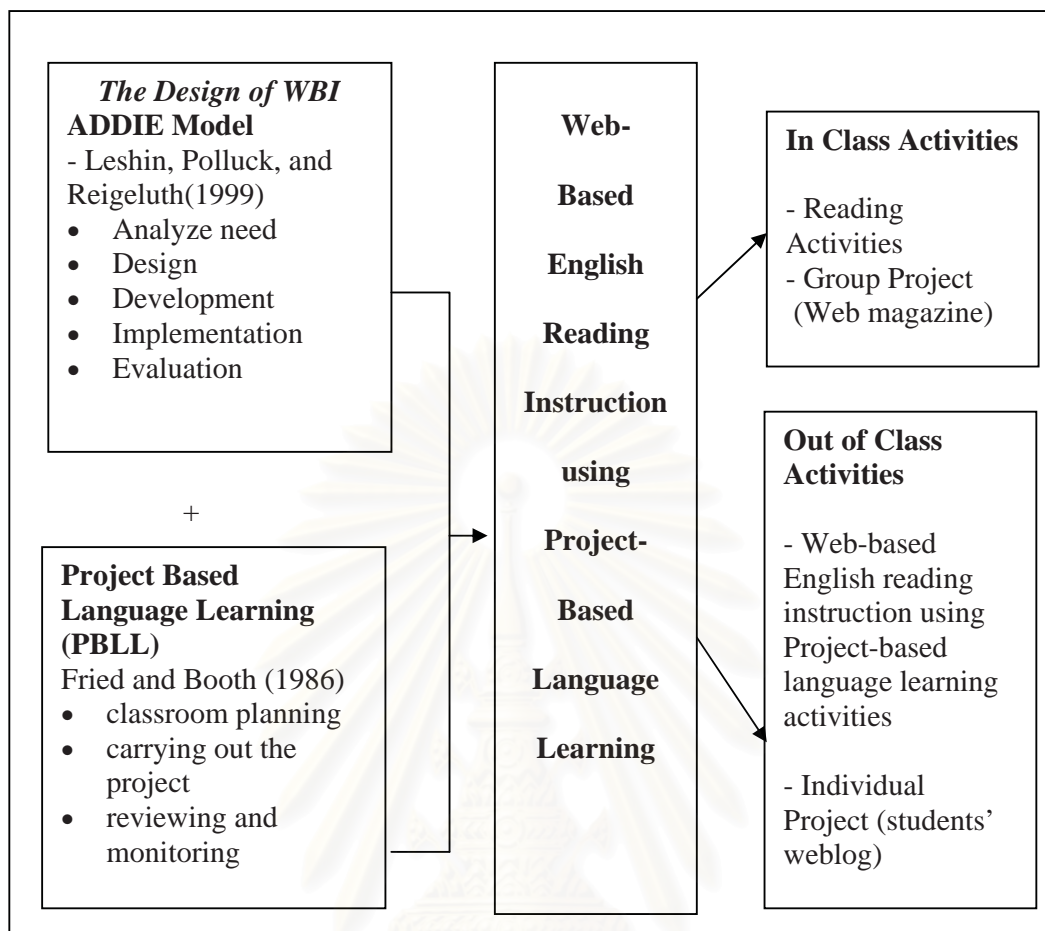 The Design of WBI
ADDIE Model
- Leshin, Polluck, and
Reigeluth(1999)
• Analyze need
• Design
• Development
• Implementation
• Evaluation
+
Project Based
Language Learning
(PBLL)
Fried and Booth (1986)
• classroom planning
• carrying out the
project
• reviewing and
monitoring
Web-
Based
English
Reading
Instruction
using
Project-
Based
Language
Learning
In Class Activities
- Reading
Activities
- Group Project
(Web magazine)
Out of Class
Activities
- Web-based
English reading
instruction using
Project-based
language learning
activities
- Individual
Project (students’
weblog)